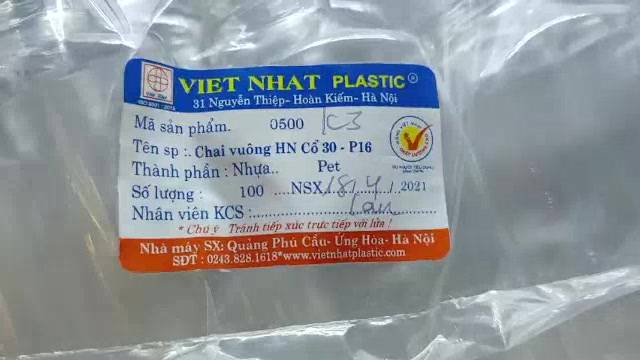 VIET NHAT PLASTIC®
31 Nguyễn Thiệp- Hoàn Kiếm- Hà Nội
Mã sản phẩm. 0500 / C3
Tên sp :. Chai vuông HN Cổ 30 - P16
Thành phần : Nhựa.. Pet
Số lượng : 100 ....NSX../18/.4./.. 2021
Nhân viên KCS :
* Chú ý Tránh tiếp xúc trực tiếp với lửa !
Nhà máy SX: Quảng Phú Cầu- Ứng Hòa- Hà Nội
SĐT : 0243.828.1618*www.vietnhatplastic.com